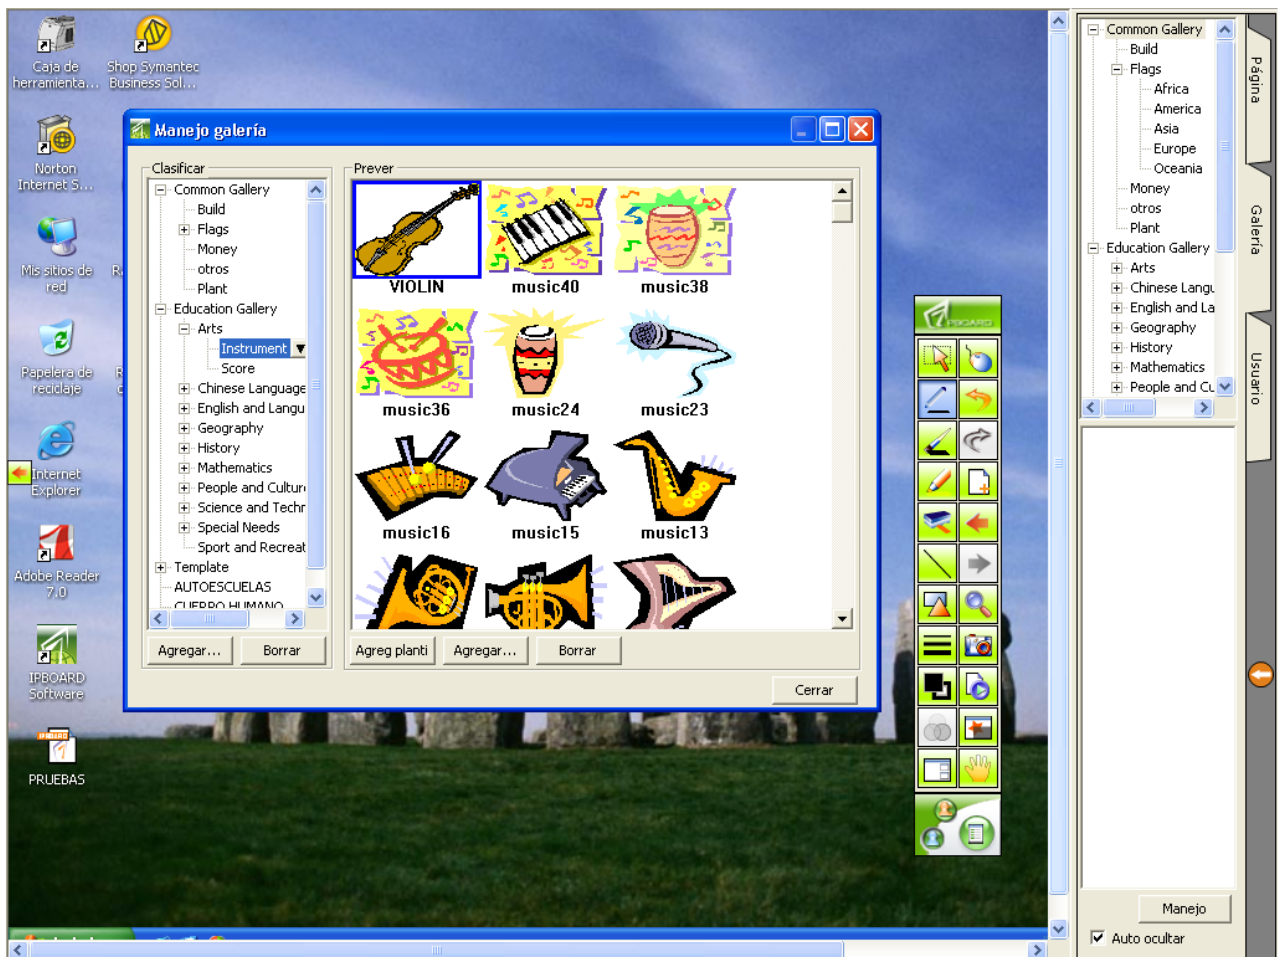 Caja de
herramienta...
Shop Symantec
Business Sol...
Norton
Internet S...
Mis sitios de
red
R
Papelera de
reciclaje
R
Internet
Explorer
Adobe Reader
7.0
IPBOARD
Software
PRUEBAS
Manejo galería
Clasificar
Common Gallery
Build
Flags
Money
otros
Plant
Education Gallery
Arts
Instrument
Score
Chinese Language
English and Langu
Geography
History
Mathematics
People and Cultur
Science and Techr
Special Needs
Sport and Recreat
Template
AUTOESCUELAS
CUERPO HUMANO
Agregar...
Borrar
Prever
VIOLIN
music40
music38
music36
music24
music23
music16
music15
music13
Agreg planti
Agregar...
Borrar
Cerrar
IPBOARD
Common Gallery
Build
Flags
Africa
America
Asia
Europe
Oceania
Money
otros
Plant
Education Gallery
Arts
Chinese Langu
English and La
Geography
History
Mathematics
People and Cu
Manejo
Auto ocultar
Página
Galería
Usuario